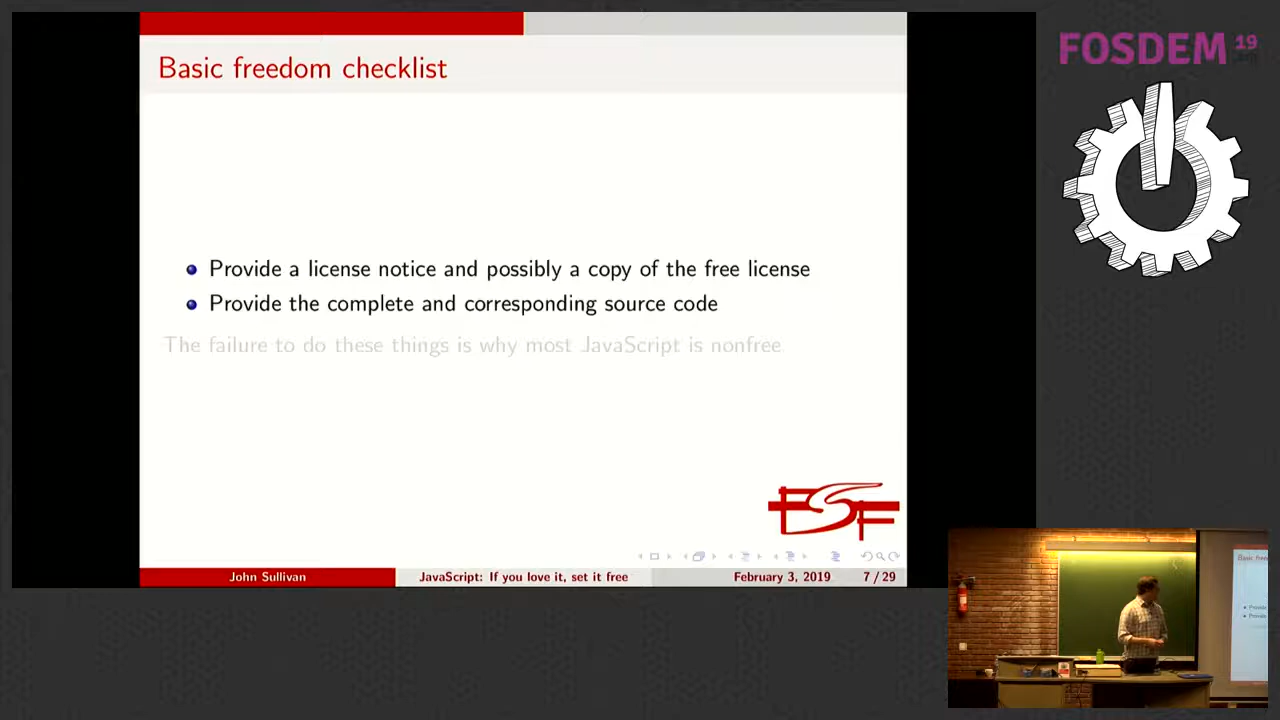 FOSDEM 19
Basic freedom checklist
Provide a license notice and possibly a copy of the free license
Provide the complete and corresponding source code
The failure to do these things is why most JavaScript is nonfree
FSF
John Sullivan
JavaScript: If you love it, set it free
February 3, 2019
7 / 29